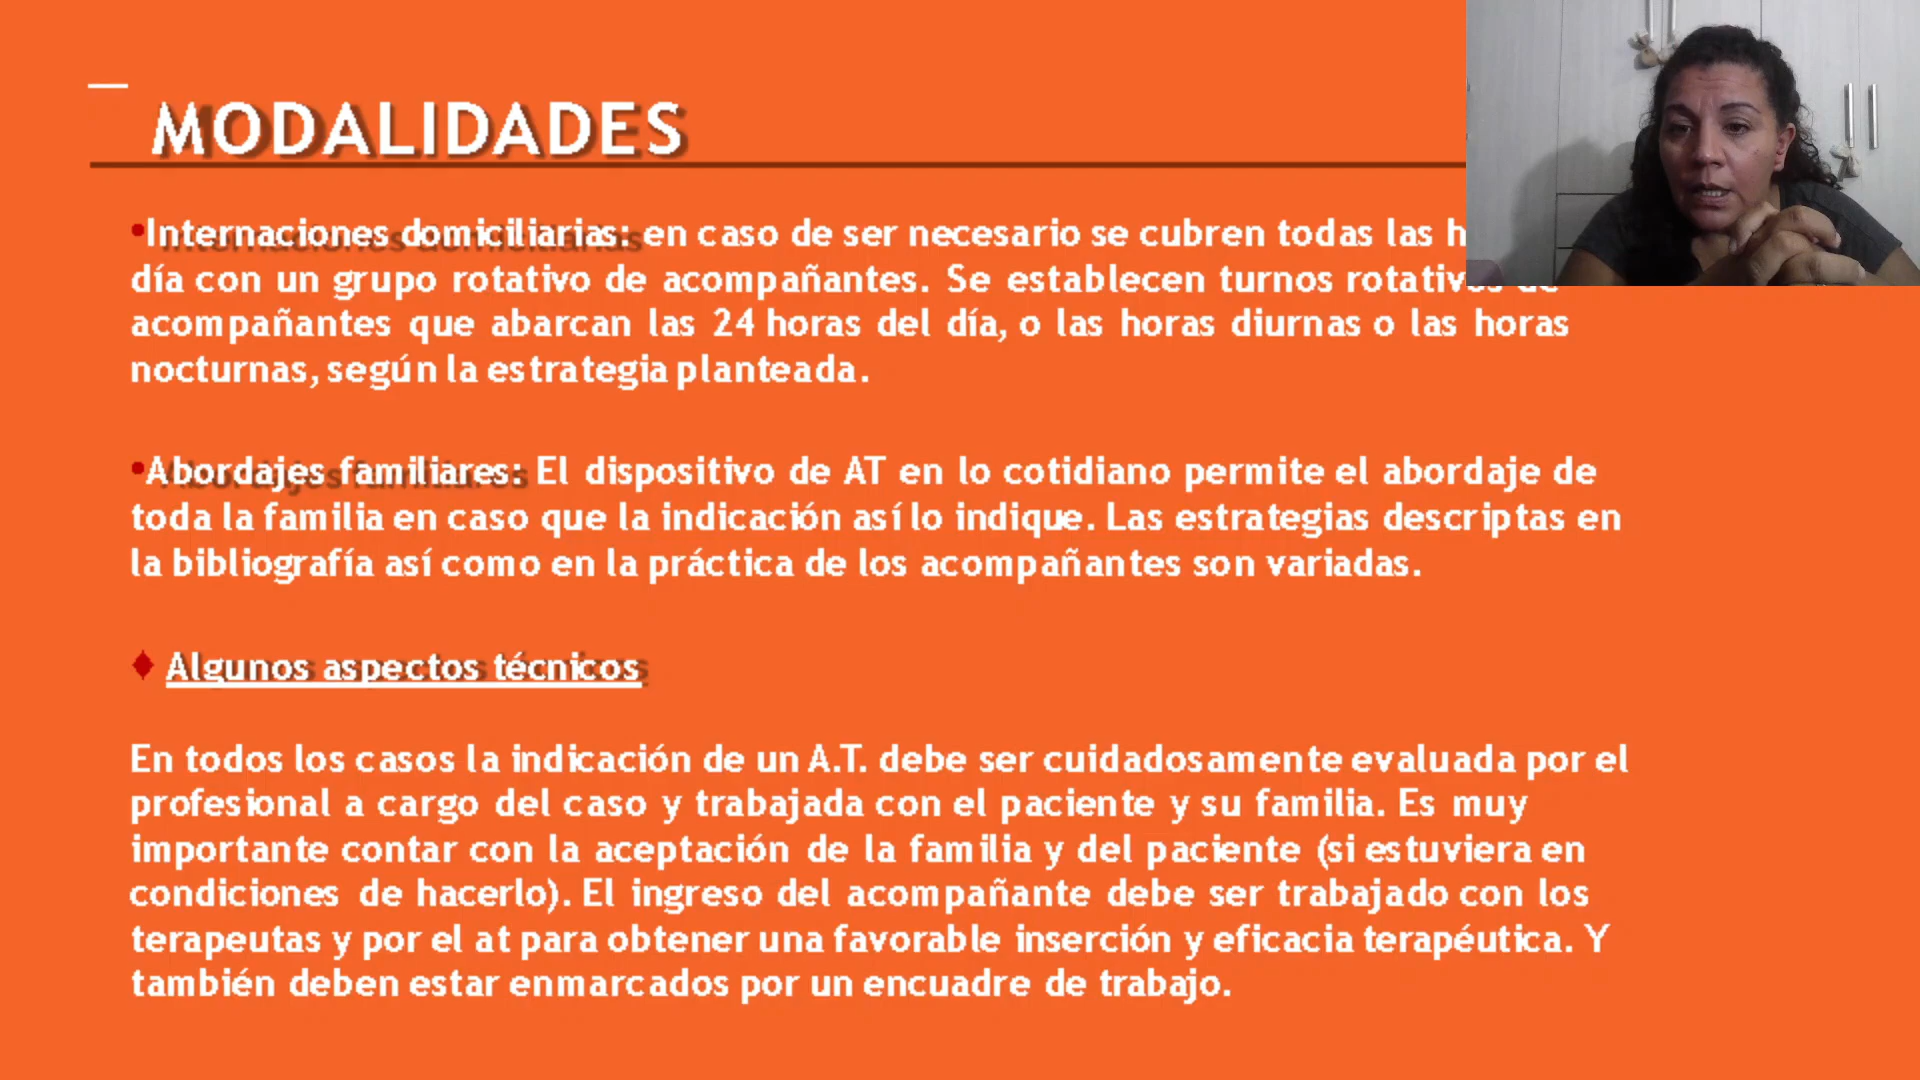 MODALIDADES
•Internaciones domiciliarias: en caso de ser necesario se cubren todas las
día con un grupo rotativo de acompañantes. Se establecen turnos de
acompañantes que abarcan las 24 horas del día, o las horas diurnas o las horas
nocturnas, según la estrategia planteada.
•Abordajes familiares: El dispositivo de AT en lo cotidiano permite el abordaje de
toda la familia en caso que la indicación así lo indique. Las estrategias descriptas en
la bibliografía así como en la práctica de los acompañantes son variadas.
♦ Algunos aspectos técnicos
En todos los casos la indicación de un A.T. debe ser cuidadosamente evaluada por el
profesional a cargo del caso y trabajada con el paciente y su familia. Es muy
importante contar con la aceptación de la familia y del paciente (si estuviera en
condiciones de hacerlo). El ingreso del acompañante debe ser trabajado con los
terapeutas y por el at para obtener una favorable inserción y eficacia terapéutica. Y
también deben estar enmarcados por un encuadre de trabajo.